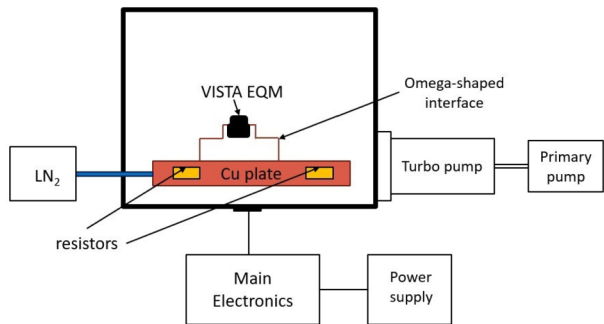 VISTA EQM
Omega-shaped
interface
LN₂
Cu plate
Turbo pump
Primary
pump
resistors
Main
Electronics
Power
supply